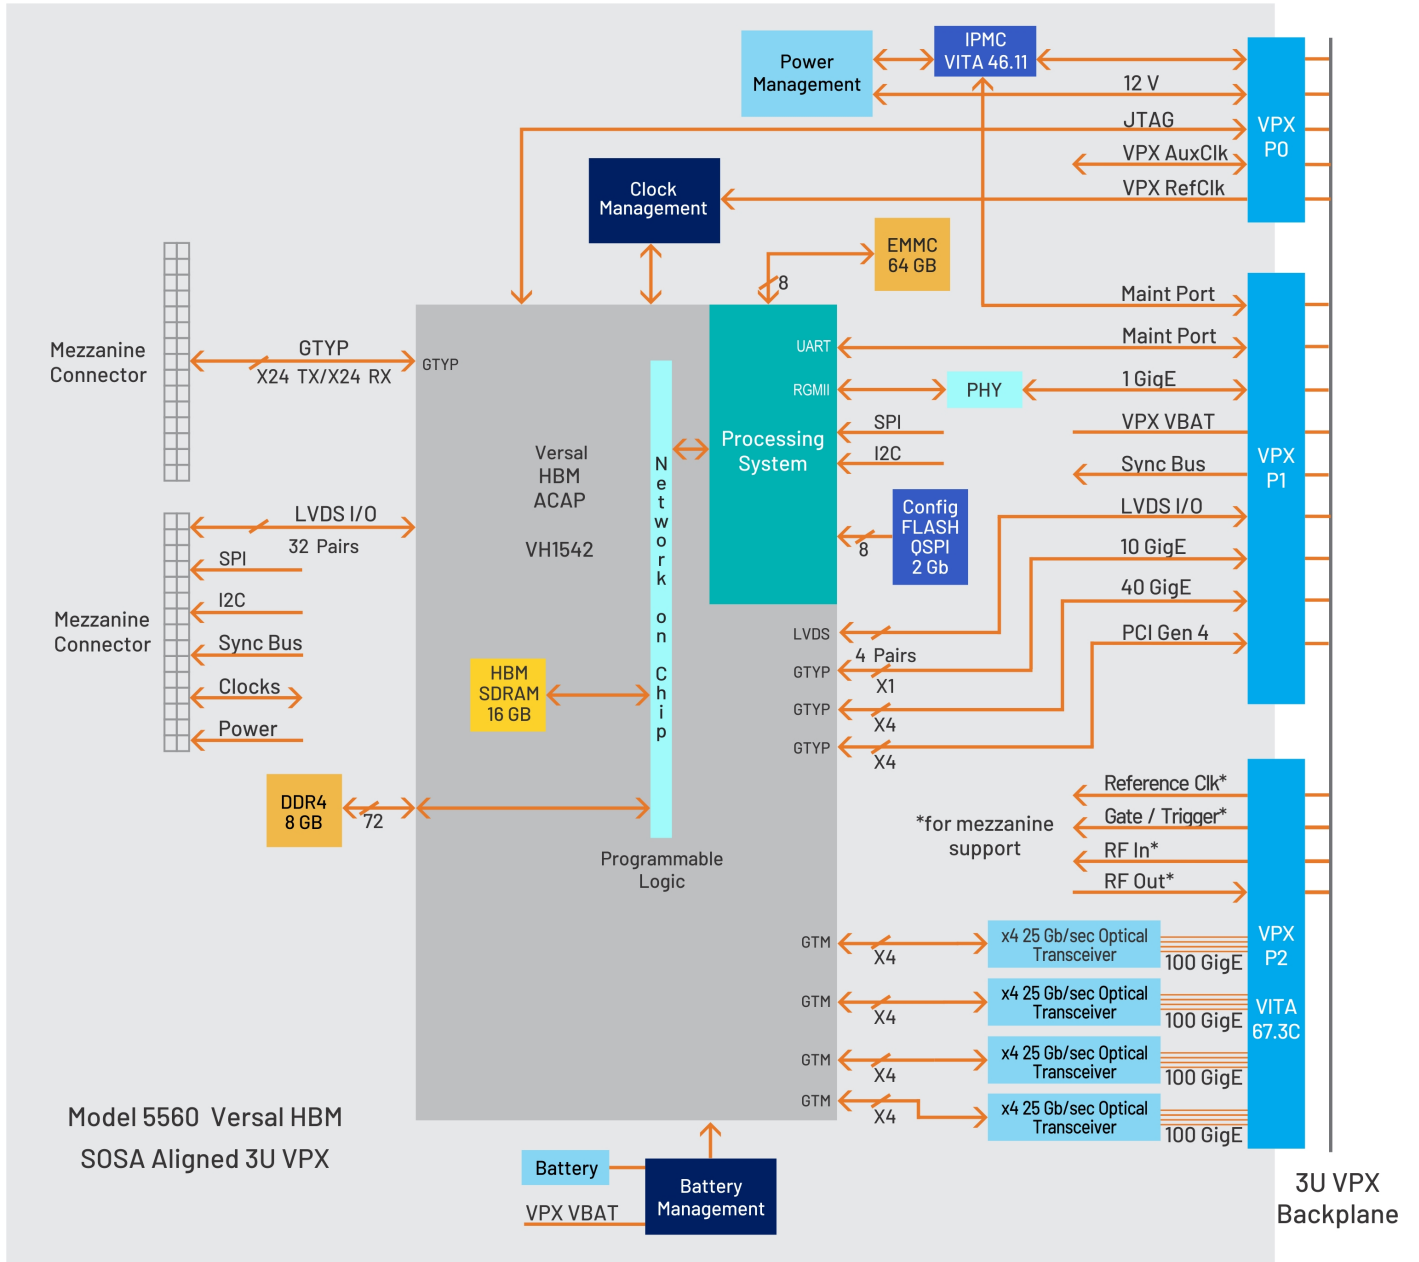 Power
Management
IPMC
VITA 46.11
12 V
JTAG
VPX AuxClk
VPX RefClk
VPX
P0
Clock
Management
EMMC
64 GB
8
Mezzanine
Connector
GTYP
X24 TX/X24 RX
GTYP
Versal
HBM
ACAP
VH1542
Network on Chip
UART
RGMII
Processing
System
PHY
SPI
I2C
Config
FLASH
QSPI
2 Gb
8
Maint Port
Maint Port
1 GigE
VPX VBAT
Sync Bus
LVDS I/O
10 GigE
40 GigE
PCI Gen 4
VPX
P1
Mezzanine
Connector
LVDS I/O
32 Pairs
SPI
I2C
Sync Bus
Clocks
Power
HBM
SDRAM
16 GB
LVDS
4 Pairs
GTYP
X1
GTYP
X4
GTYP
X4
DDR4
8 GB
72
Programmable
Logic
*for mezzanine
support
Reference Clk*
Gate / Trigger*
RF In*
RF Out*
VPX
P2
VITA
67.3C
GTM
X4
x4 25 Gb/sec Optical
Transceiver
100 GigE
GTM
X4
x4 25 Gb/sec Optical
Transceiver
100 GigE
GTM
X4
x4 25 Gb/sec Optical
Transceiver
100 GigE
GTM
X4
x4 25 Gb/sec Optical
Transceiver
100 GigE
Model 5560 Versal HBM
SOSA Aligned 3U VPX
Battery
VPX VBAT
Battery
Management
3U VPX
Backplane